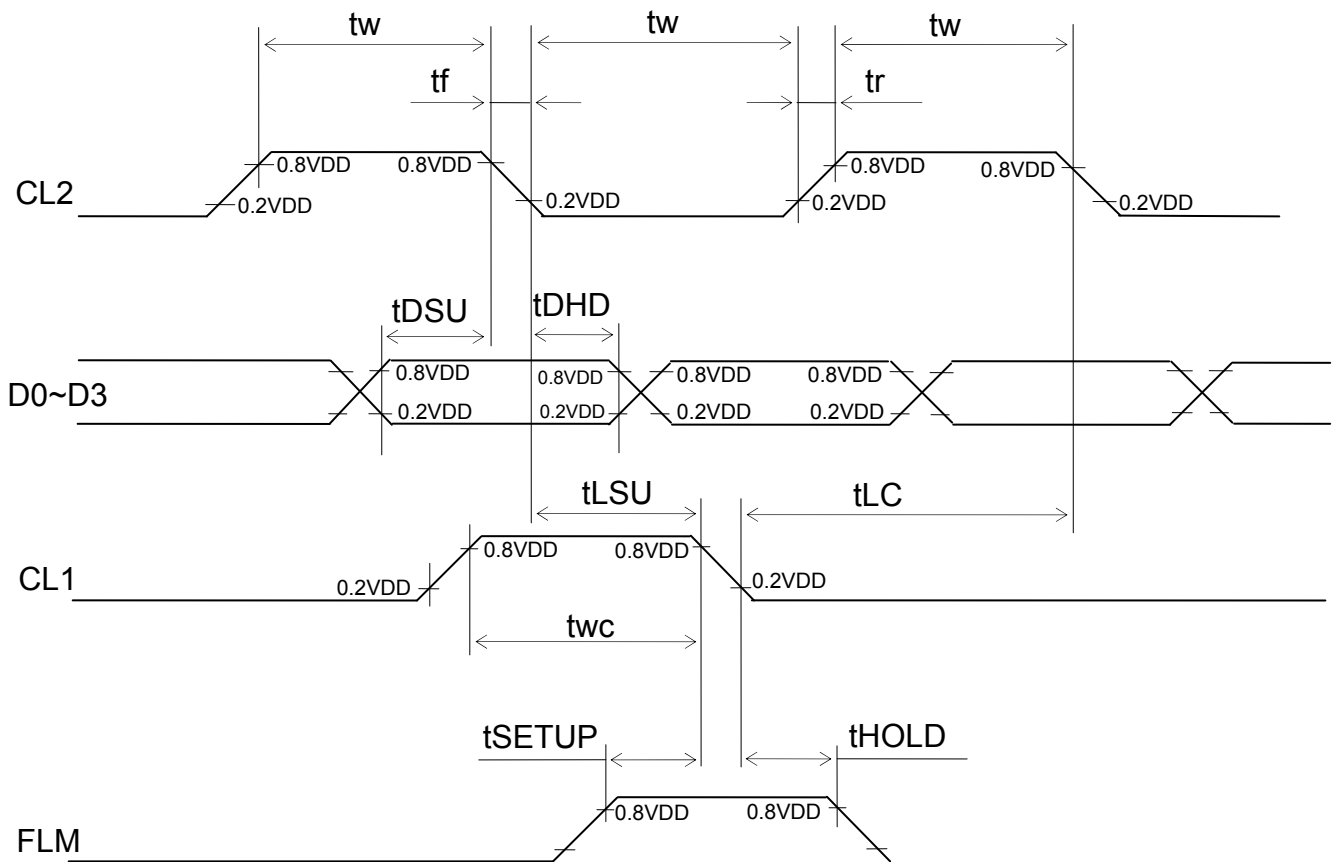 tw tw tw
tf tr
0.8VDD 0.8VDD 0.8VDD 0.8VDD
CL2
0.2VDD 0.2VDD 0.2VDD 0.2VDD
tDSU tDHD
0.8VDD 0.8VDD 0.8VDD 0.8VDD
D0~D3
0.2VDD 0.2VDD 0.2VDD 0.2VDD
tLSU tLC
0.8VDD 0.8VDD
CL1
0.2VDD 0.2VDD
twc
tSETUP tHOLD
0.8VDD 0.8VDD
FLM